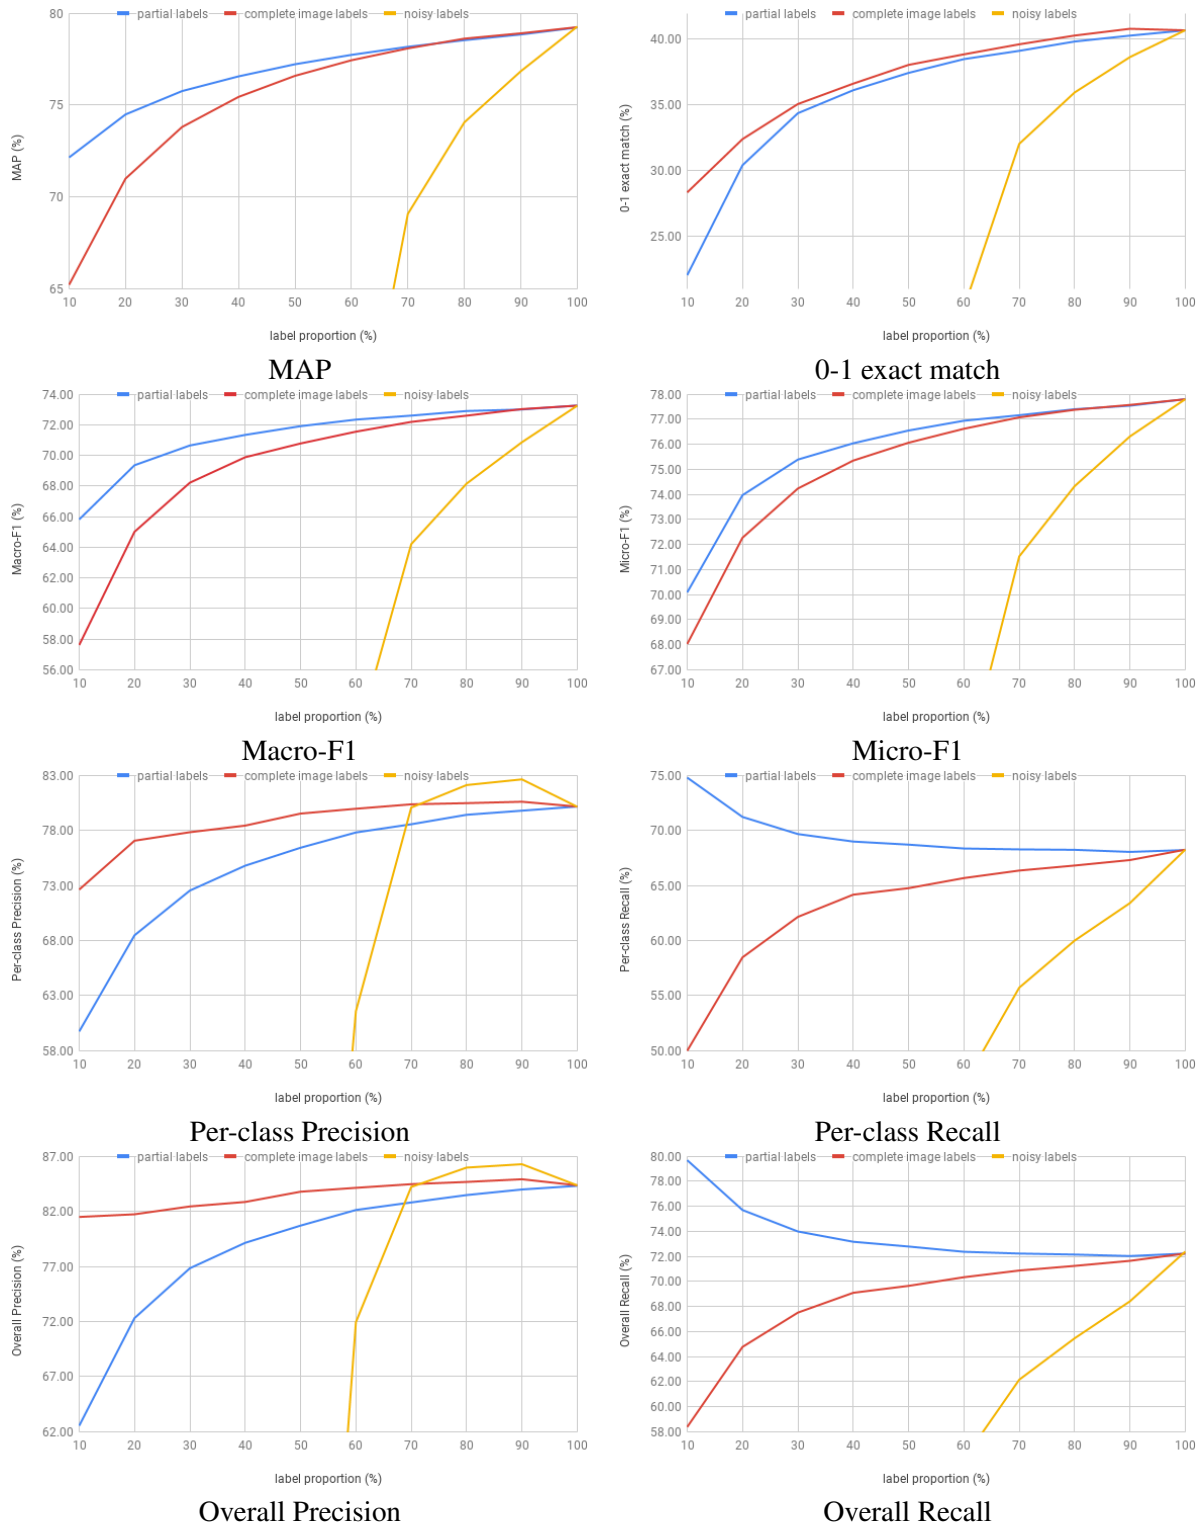 partial labels complete image labels noisy labels
80
75
70
65
MAP (%)
10 20 30 40 50 60 70 80 90 100
label proportion (%)
MAP
partial labels complete image labels noisy labels
40.00
35.00
30.00
25.00
0-1 exact match (%)
10 20 30 40 50 60 70 80 90 100
label proportion (%)
0-1 exact match
partial labels complete image labels noisy labels
74.00
72.00
70.00
68.00
66.00
64.00
62.00
60.00
58.00
56.00
Macro-F1 (%)
10 20 30 40 50 60 70 80 90 100
label proportion (%)
Macro-F1
partial labels complete image labels noisy labels
78.00
77.00
76.00
75.00
74.00
73.00
72.00
71.00
70.00
69.00
68.00
67.00
Micro-F1 (%)
10 20 30 40 50 60 70 80 90 100
label proportion (%)
Micro-F1
partial labels complete image labels noisy labels
83.00
78.00
73.00
68.00
63.00
58.00
Per-class Precision (%)
10 20 30 40 50 60 70 80 90 100
label proportion (%)
Per-class Precision
partial labels complete image labels noisy labels
75.00
70.00
65.00
60.00
55.00
50.00
Per-class Recall (%)
10 20 30 40 50 60 70 80 90 100
label proportion (%)
Per-class Recall
partial labels complete image labels noisy labels
87.00
82.00
77.00
72.00
67.00
62.00
Overall Precision (%)
10 20 30 40 50 60 70 80 90 100
label proportion (%)
Overall Precision
partial labels complete image labels noisy labels
80.00
78.00
76.00
74.00
72.00
70.00
68.00
66.00
64.00
62.00
60.00
58.00
Overall Recall (%)
10 20 30 40 50 60 70 80 90 100
label proportion (%)
Overall Recall